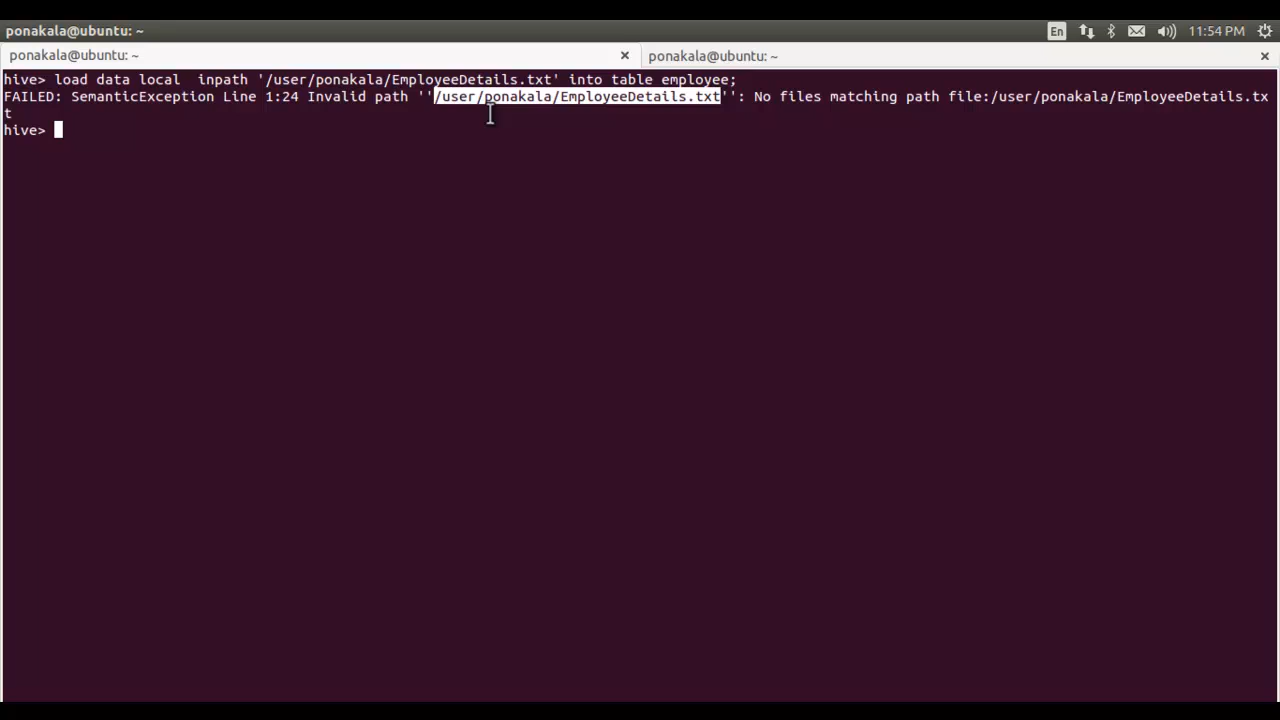 ponakala@ubuntu: ~
En
11:54 PM
ponakala@ubuntu: ~
ponakala@ubuntu: ~
hive> load data local  inpath '/user/ponakala/EmployeeDetails.txt' into table employee;
FAILED: SemanticException Line 1:24 Invalid path ''/user/ponakala/EmployeeDetails.txt'': No files matching path file:/user/ponakala/EmployeeDetails.tx
t
hive>